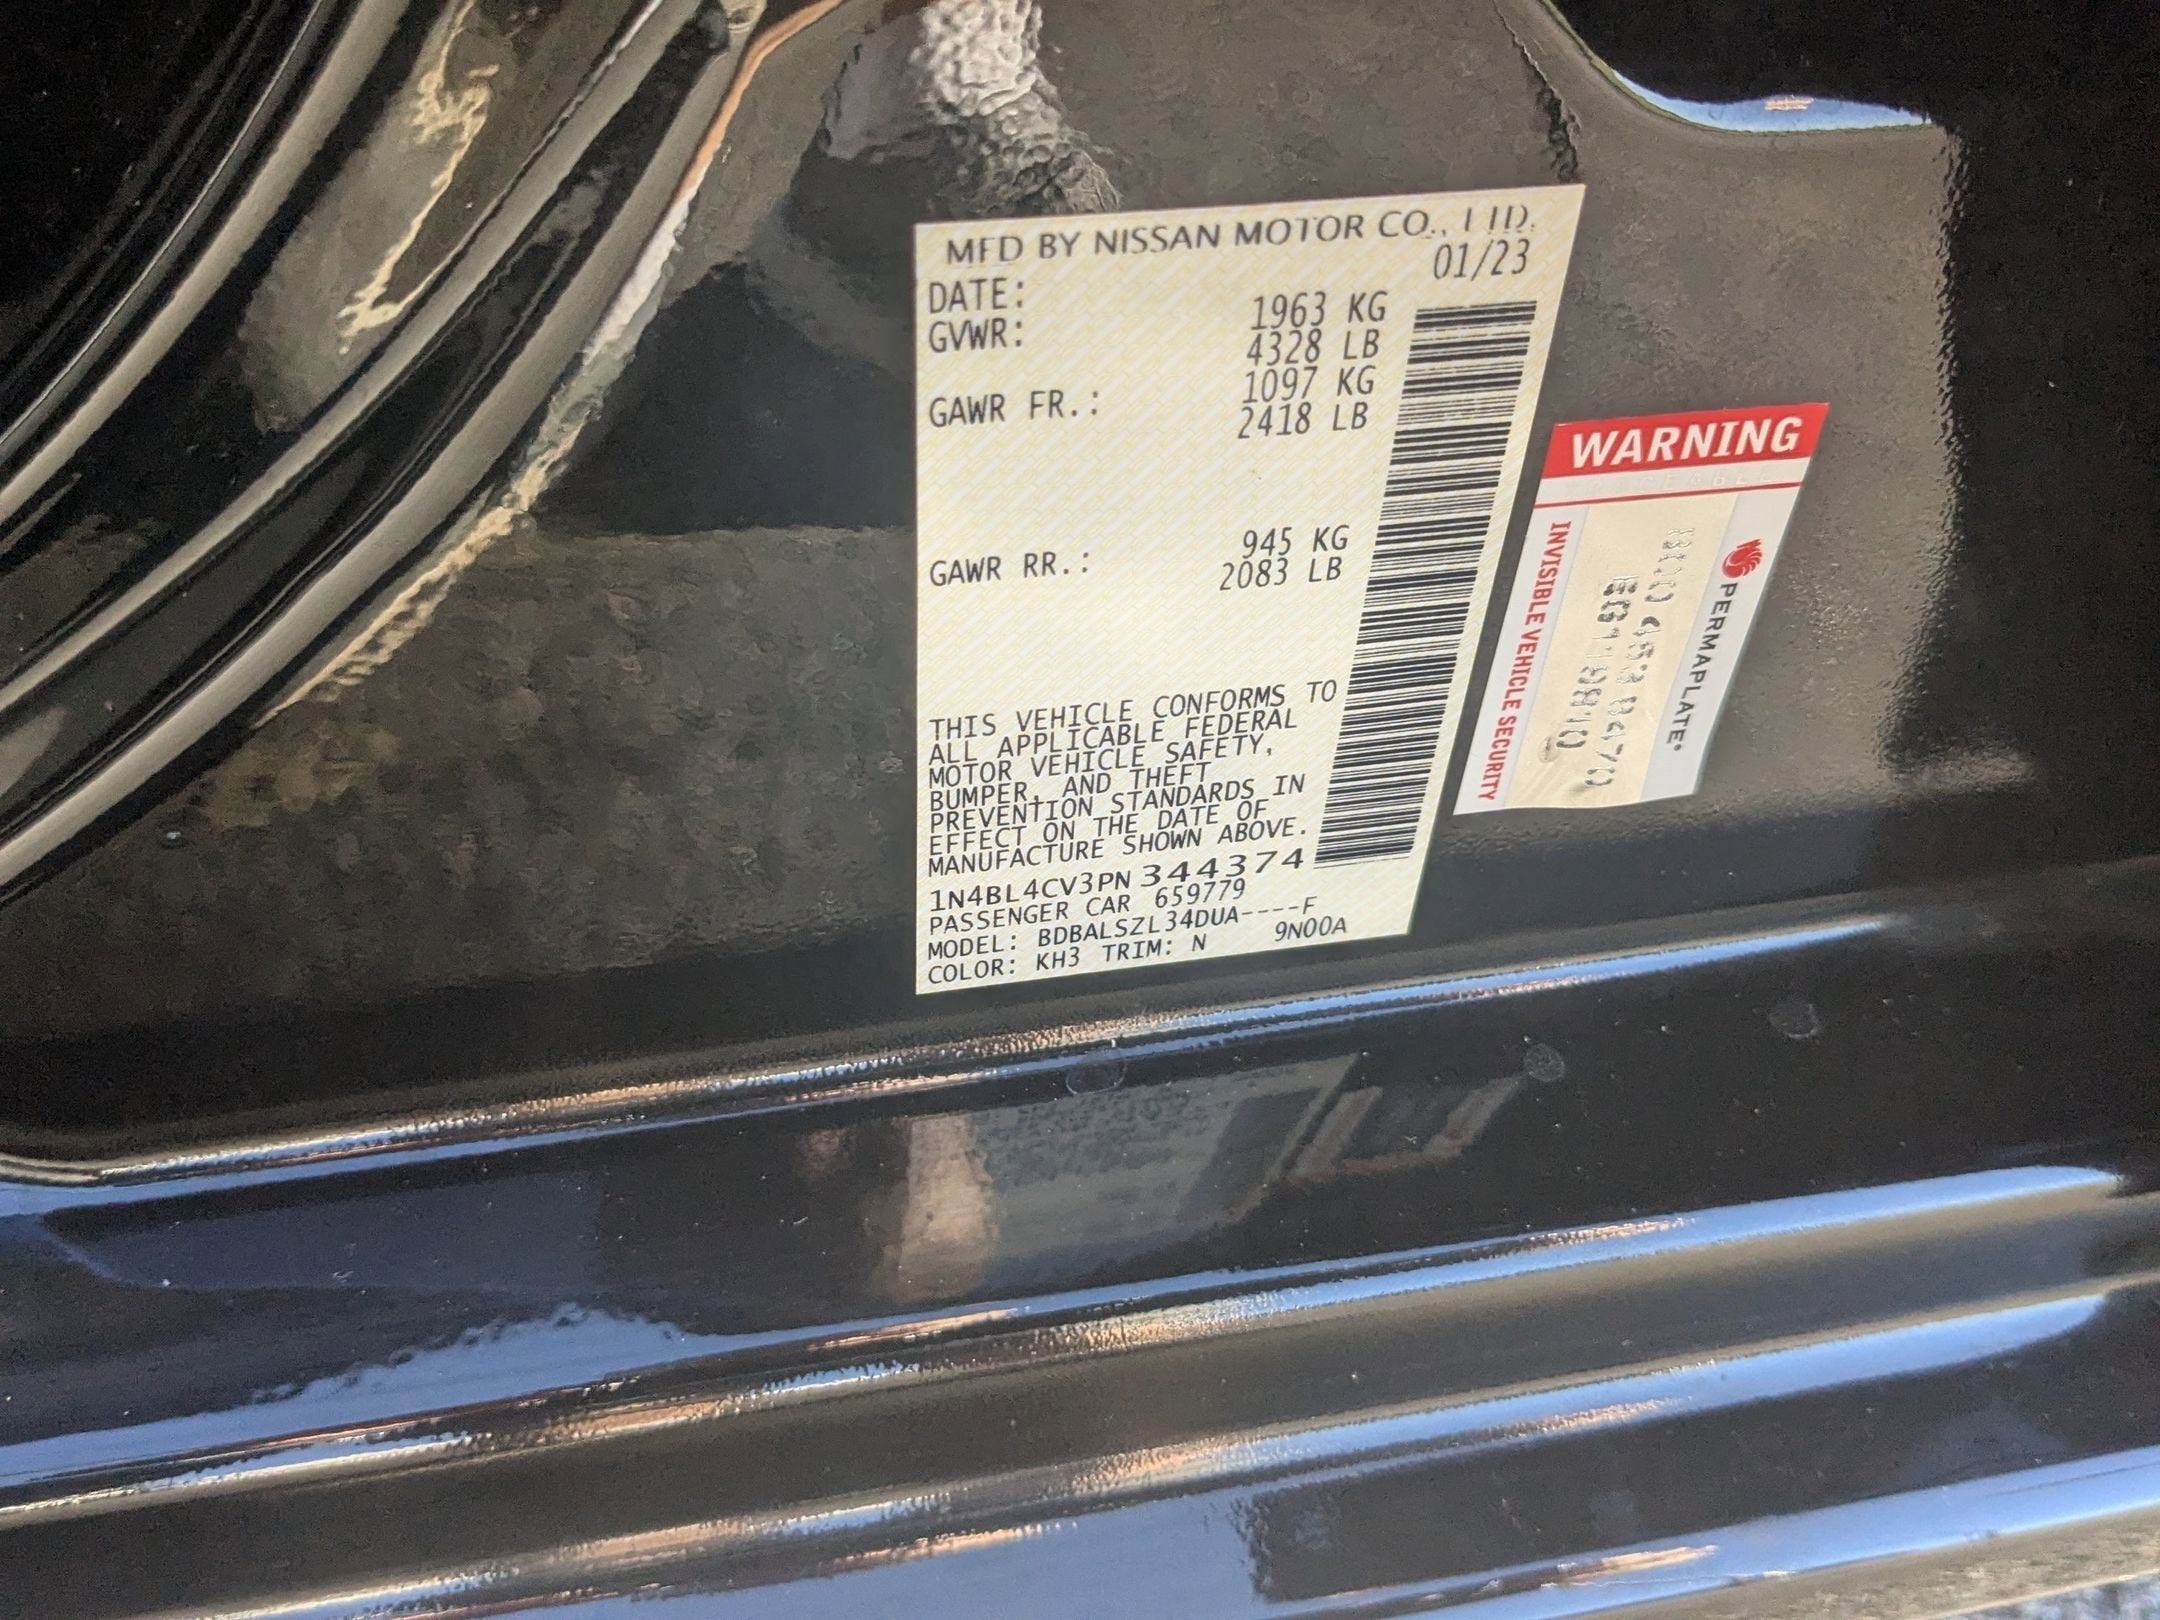 MFD BY NISSAN MOTOR CO., LTD.
DATE: 01/23
GVWR: 1963 KG
4328 LB
GAWR FR.: 1097 KG
2418 LB
GAWR RR.: 945 KG
2083 LB
THIS VEHICLE CONFORMS TO
ALL APPLICABLE FEDERAL
MOTOR VEHICLE SAFETY,
BUMPER, AND THEFT
PREVENTION STANDARDS IN
EFFECT ON THE DATE OF
MANUFACTURE SHOWN ABOVE.
1N4BL4CV3PN 344374
PASSENGER CAR 659779
MODEL: BDBALSZL34DUA----F
COLOR: KH3 TRIM: N 9N00A
WARNING
PERMAPLATE®
INVISIBLE VEHICLE SECURITY